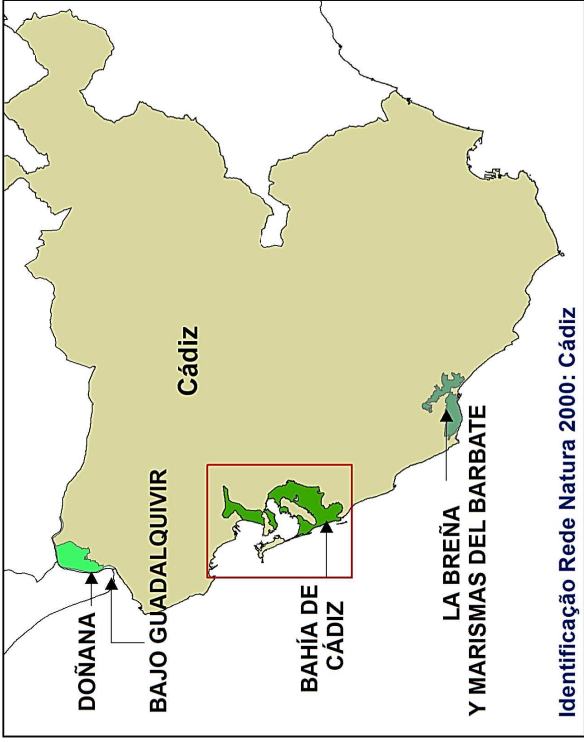 Cádiz
DOÑANA
BAJO GUADALQUIVIR
BAHÍA DE
CÁDIZ
LA BREÑA
Y MARISMAS DEL BARBATE
Identificação Rede Natura 2000: Cádiz